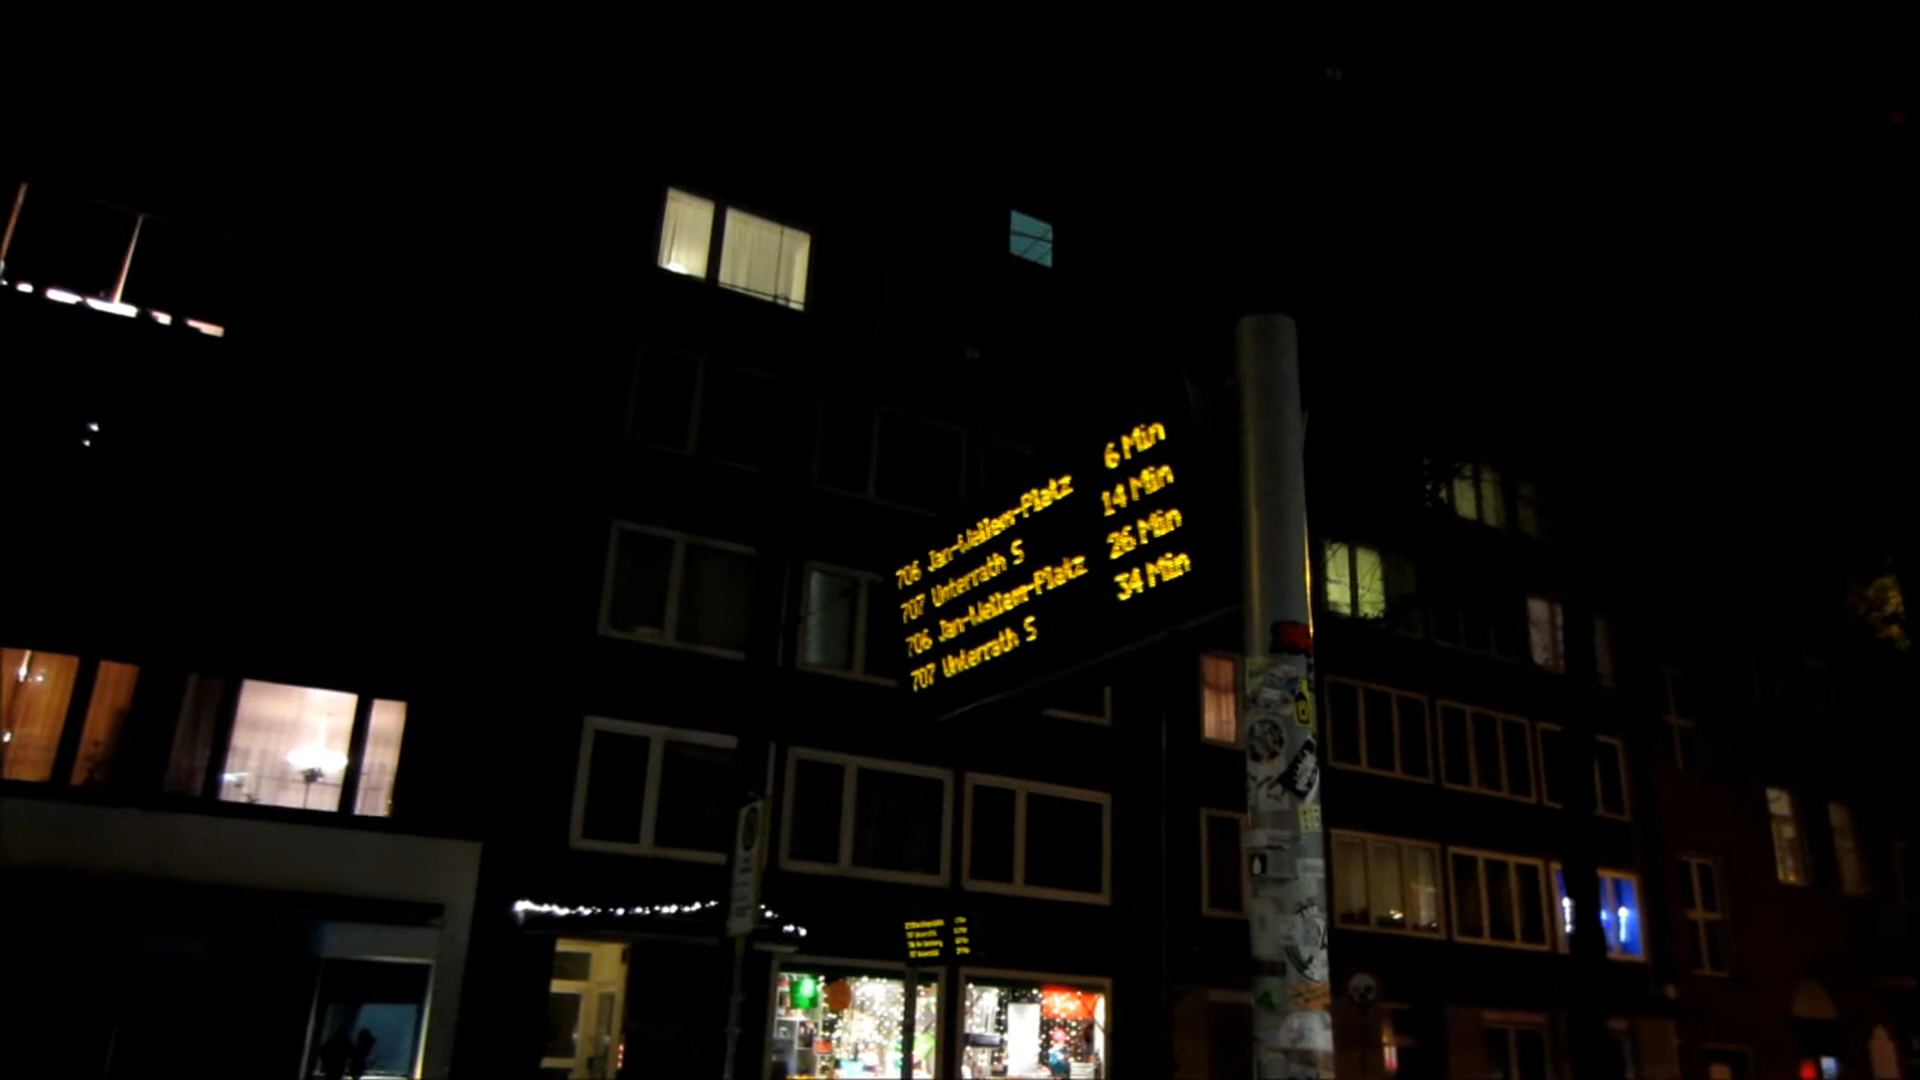 706 Jan-Wellem-Platz 6 Min
707 Unterrath S 14 Min
706 Jan-Wellem-Platz 26 Min
707 Unterrath S 34 Min